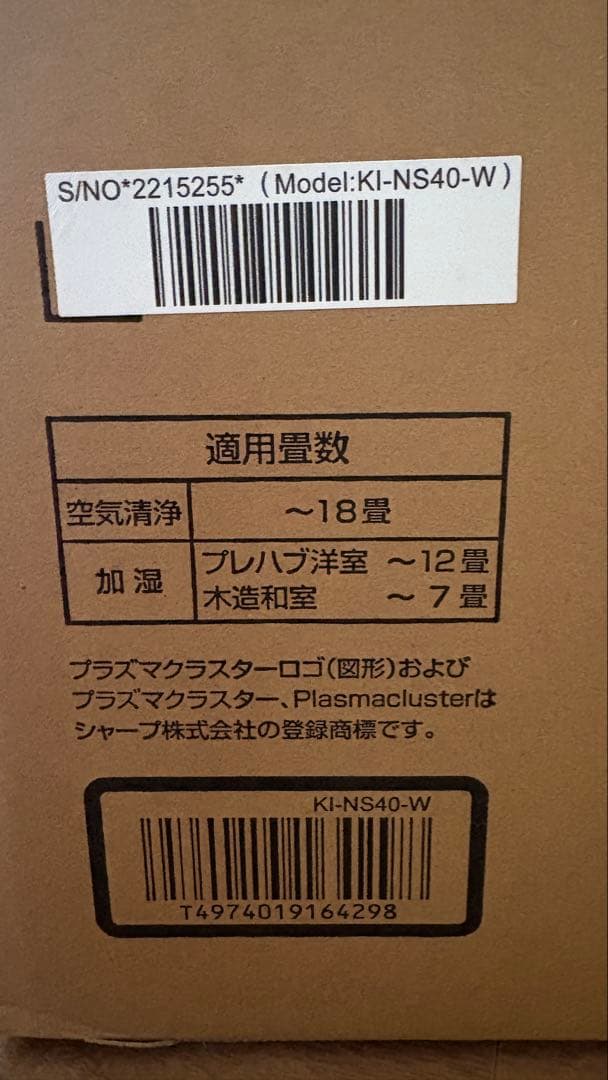 S/NO*2215255* (Model:KI-NS40-W)
適用畳数
空気清浄 ～18畳
加湿 プレハブ洋室 ～12畳
木造和室 ～7畳
プラズマクラスターロゴ(図形)および
プラズマクラスター、Plasmaclusterは
シャープ株式会社の登録商標です。
KI-NS40-W
T4974019164298